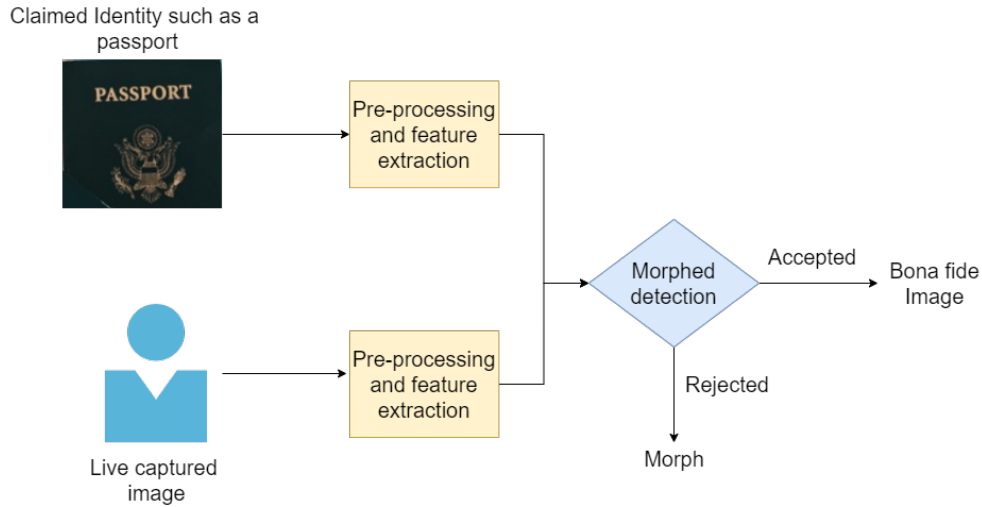 Claimed Identity such as a
passport
PASSPORT
Pre-processing
and feature
extraction
Morphed
detection
Accepted
Bona fide
Image
Pre-processing
and feature
extraction
Rejected
Morph
Live captured
image